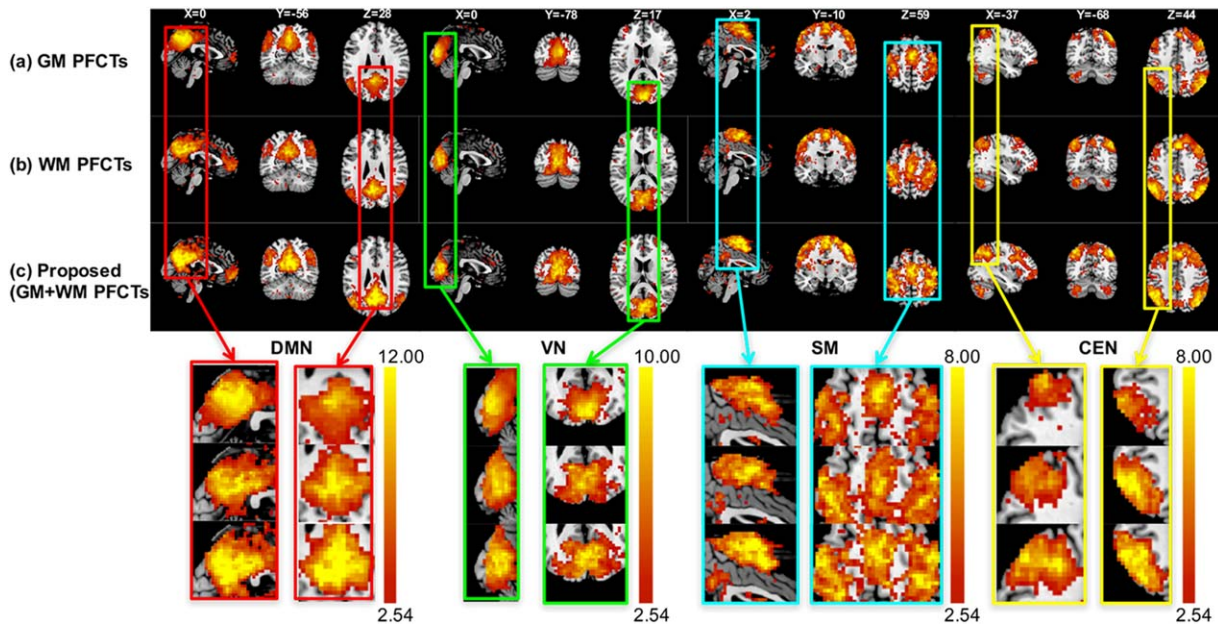 X=0 Y=-56 Z=28 X=0 Y=-78 Z=17 X=2 Y=-10 Z=59 X=-37 Y=-68 Z=44
(a) GM PFCTs
(b) WM PFCTs
(c) Proposed
(GM+WM PFCTs)
DMN 12.00 VN 10.00 SM 8.00 CEN 8.00
2.54 2.54 2.54 2.54